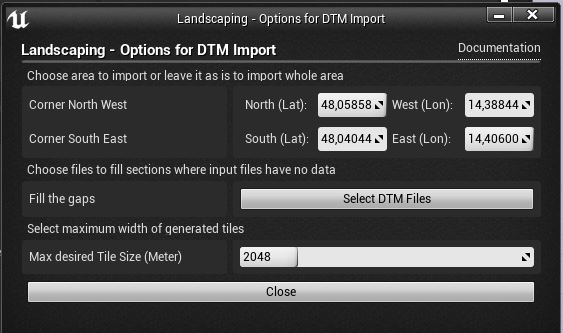 Landscaping - Options for DTM Import
Landscaping - Options for DTM Import Documentation
Choose area to import or leave it as is to import whole area
Corner North West North (Lat): 48,05858 West (Lon): 14,38844
Corner South East South (Lat): 48,04044 East (Lon): 14,40600
Choose files to fill sections where input files have no data
Fill the gaps Select DTM Files
Select maximum width of generated tiles
Max desired Tile Size (Meter) 2048
Close